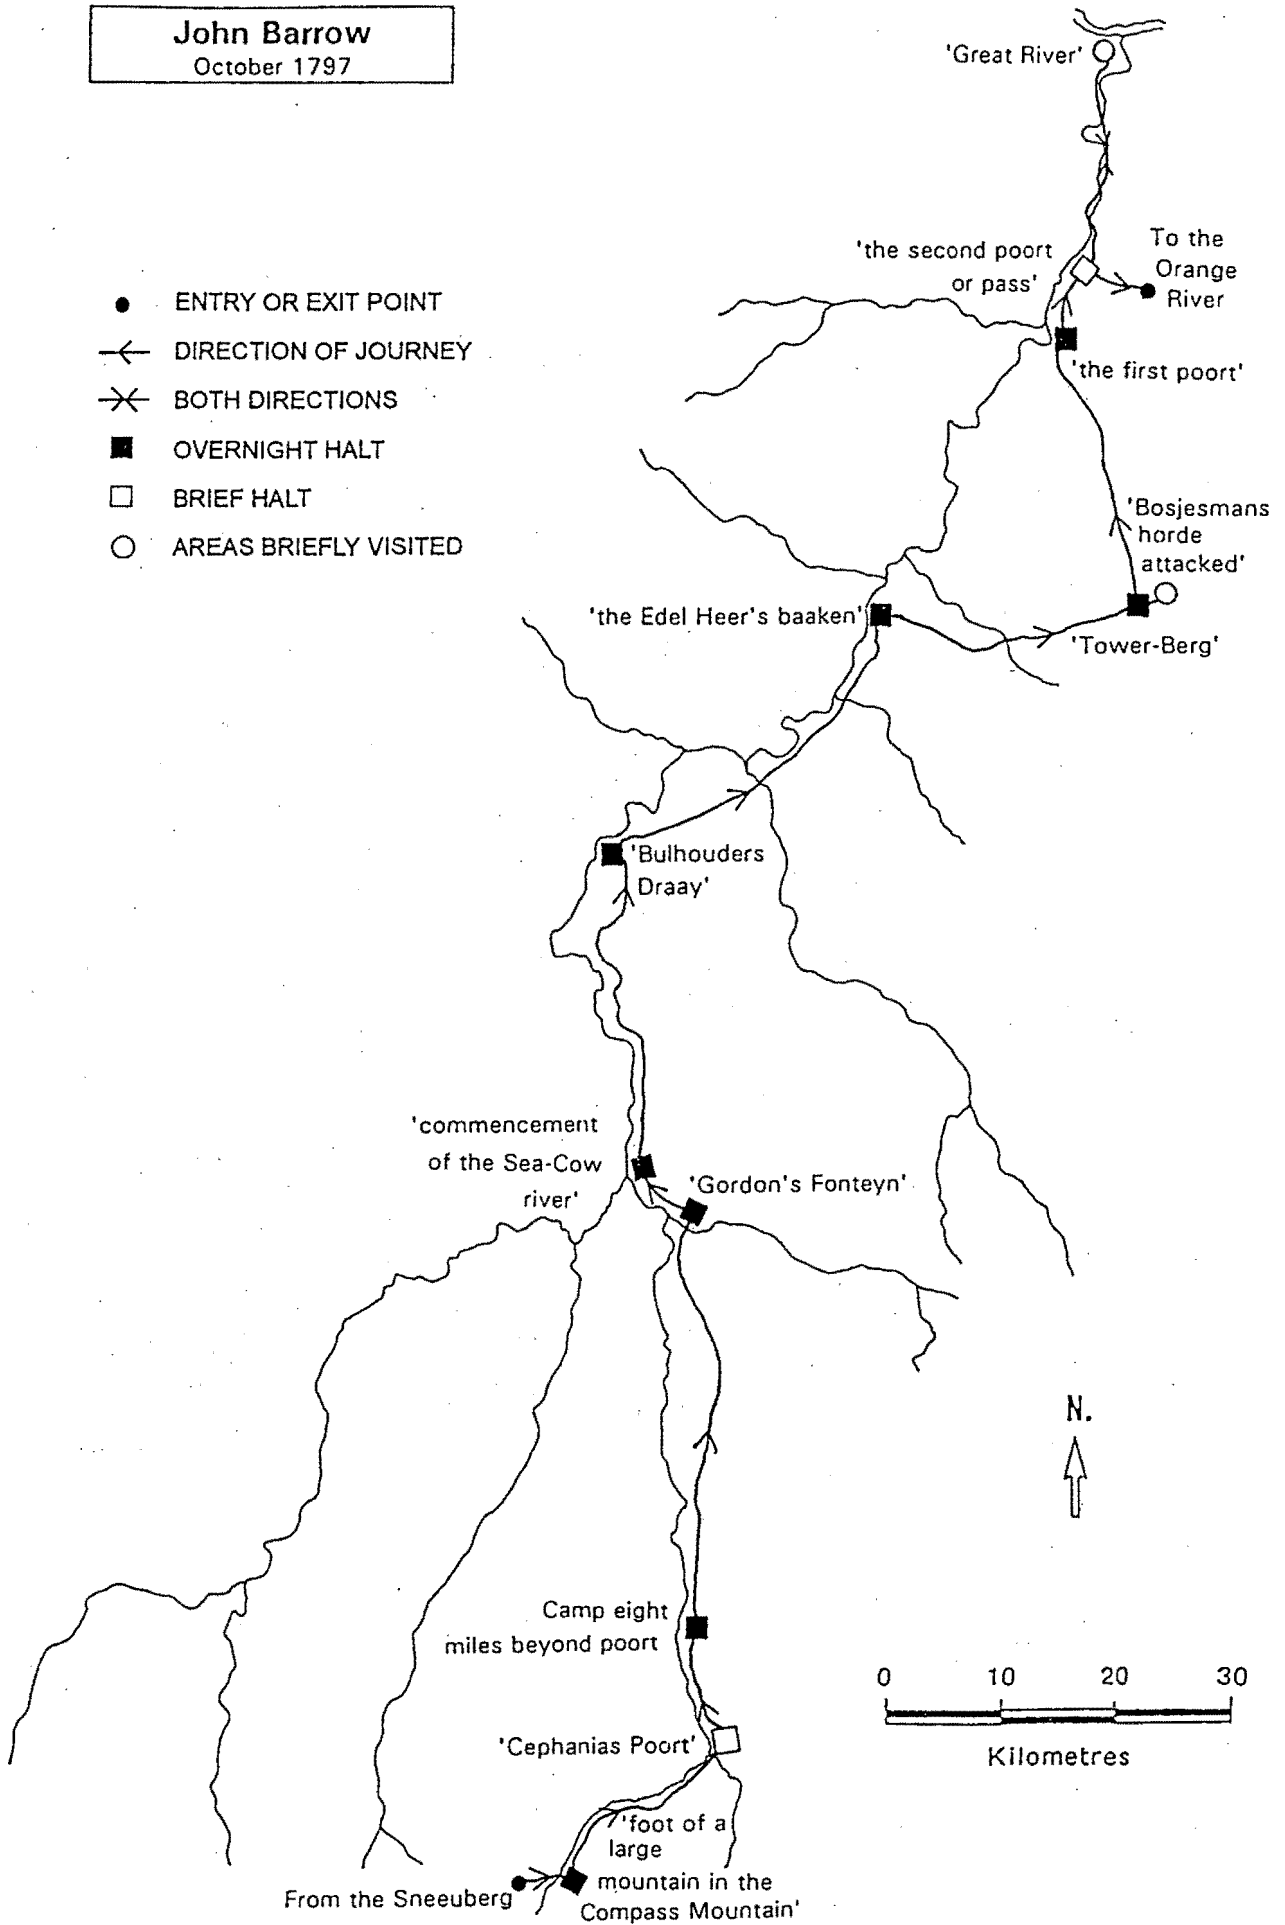 John Barrow
October 1797
'Great River'
'the second poort
or pass'
To the
Orange
River
ENTRY OR EXIT POINT
DIRECTION OF JOURNEY
BOTH DIRECTIONS
OVERNIGHT HALT
BRIEF HALT
AREAS BRIEFLY VISITED
'the first poort'
'Bosjesmans
horde
attacked'
'the Edel Heer's baaken'
'Tower-Berg'
'Bulhouders
Draay'
'commencement
of the Sea-Cow
river'
'Gordon's Fonteyn'
N.
Camp eight
miles beyond poort
0 10 20 30
Kilometres
'Cephanias Poort'
'foot of a
large
mountain in the
Compass Mountain'
From the Sneeuberg